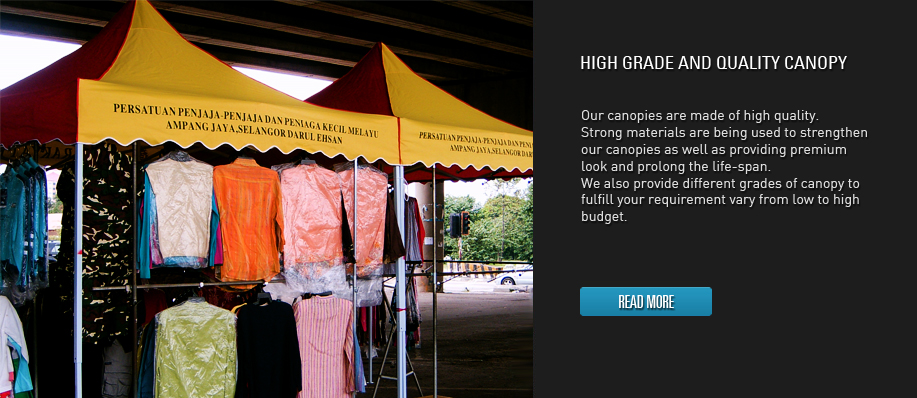 PERSATUAN PENJAJA-PENJAJA DAN PENIAGA KECIL MELAYU
AMPANG JAYA,SELANGOR DARUL EHSAN
PERSATUAN PENJAJA-PENJAJA DAN
AMPANG JAYA,SELANGOR
HIGH GRADE AND QUALITY CANOPY
Our canopies are made of high quality.
Strong materials are being used to strengthen
our canopies as well as providing premium
look and prolong the life-span.
We also provide different grades of canopy to
fulfill your requirement vary from low to high
budget.
READ MORE